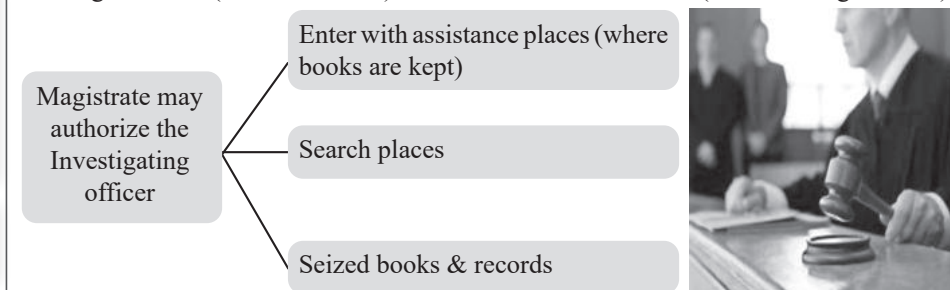 Magistrate may
authorize the
Investigating
officer
Enter with assistance places (where
books are kept)
Search places
Seized books & records